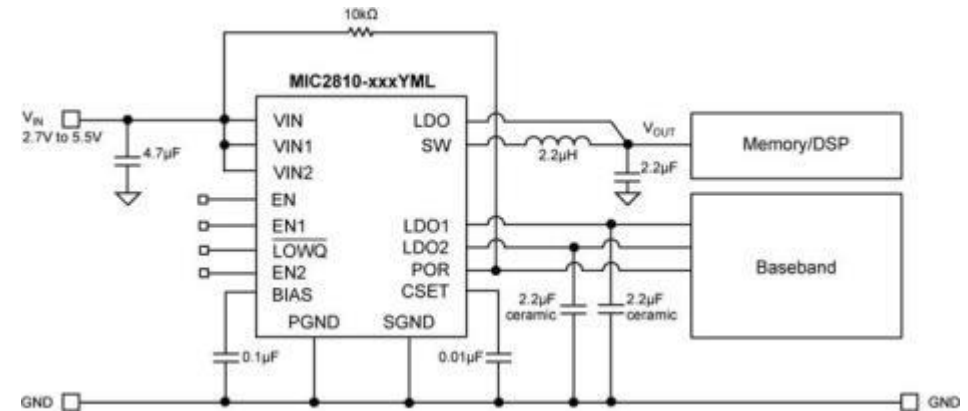 10kΩ
MIC2810-xxxYML
VIN
2.7V to 5.5V
4.7µF
VIN
VIN1
VIN2
EN
EN1
LOWQ
EN2
BIAS
PGND
SGND
LDO
SW
LDO1
LDO2
POR
CSET
2.2µH
VOUT
2.2µF
Memory/DSP
Baseband
2.2µF
ceramic
2.2µF
ceramic
0.1µF
0.01µF
GND
GND